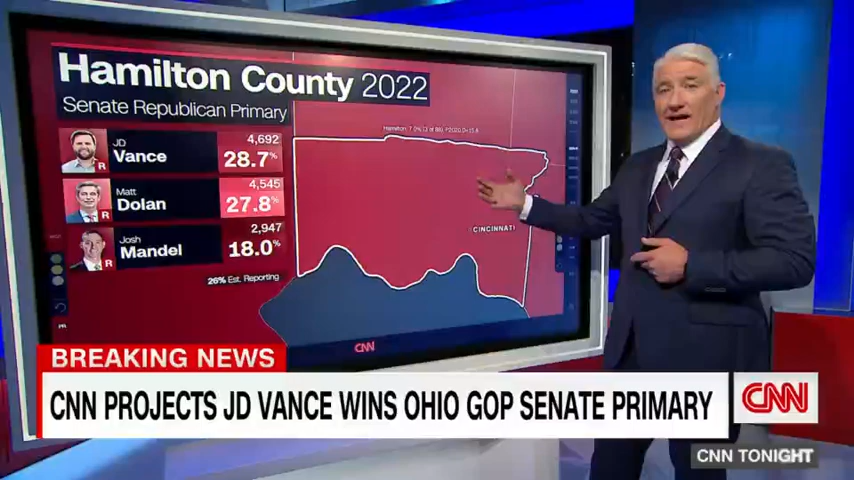 Hamilton County 2022
Senate Republican Primary
JD
Vance
R
4,692
28.7%
Matt
Dolan
R
4,545
27.8%
Josh
Mandel
R
2,947
18.0%
26% Est. Reporting
CINCINNATI
CNN
BREAKING NEWS
CNN PROJECTS JD VANCE WINS OHIO GOP SENATE PRIMARY
CNN
CNN TONIGHT